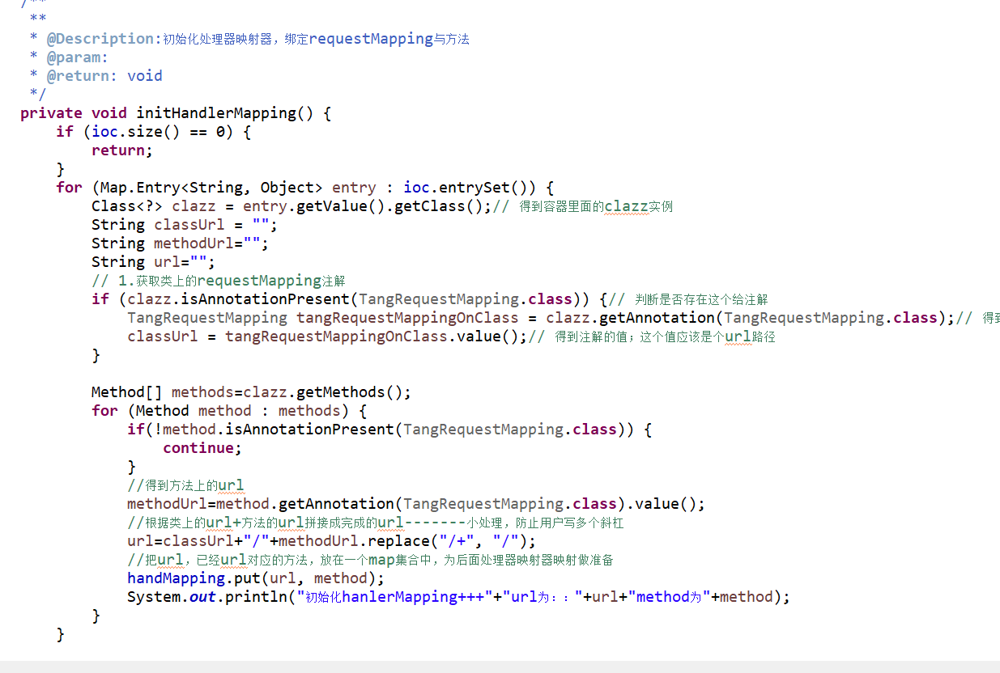 /**
**
* @Description:初始化处理器映射器，绑定requestMapping与方法
* @param:
* @return: void
*/
private void initHandlerMapping() {
if (ioc.size() == 0) {
return;
}
for (Map.Entry<String, Object> entry : ioc.entrySet()) {
Class<?> clazz = entry.getValue().getClass();// 得到容器里面的clazz实例
String classUrl = "";
String methodUrl="";
String url="";
// 1.获取类上的requestMapping注解
if (clazz.isAnnotationPresent(TangRequestMapping.class)) {// 判断是否存在这个给注解
TangRequestMapping tangRequestMappingOnClass = clazz.getAnnotation(TangRequestMapping.class);// 得到
classUrl = tangRequestMappingOnClass.value();// 得到注解的值；这个值应该是个url路径
}
Method[] methods=clazz.getMethods();
for (Method method : methods) {
if(!method.isAnnotationPresent(TangRequestMapping.class)) {
continue;
}
//得到方法上的url
methodUrl=method.getAnnotation(TangRequestMapping.class).value();
//根据类上的url+方法的url拼接成完成的url-------小处理，防止用户写多个斜杠
url=classUrl+"/"+methodUrl.replace("/+", "/");
//把url，已经url对应的方法，放在一个map集合中，为后面处理器映射器映射做准备
handMapping.put(url, method);
System.out.println("初始化hanlerMapping+++"+"url为：："+url+"method为"+method);
}
}